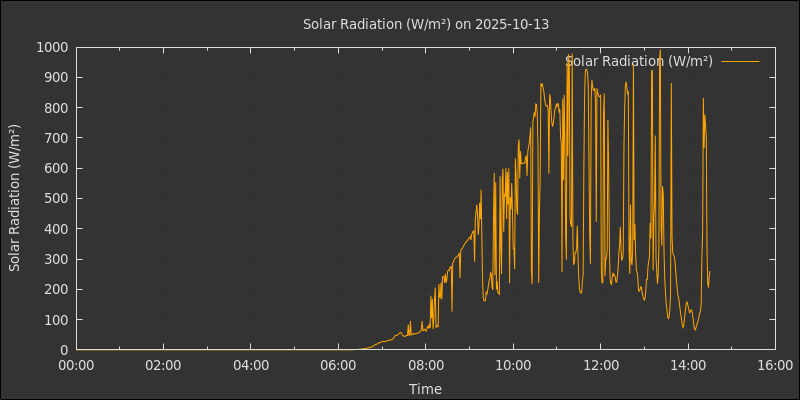 Solar Radiation (W/m²) on 2025-10-13
Solar Radiation (W/m²)
Solar Radiation (W/m²)
1000
900
800
700
600
500
400
300
200
100
0
00:00 02:00 04:00 06:00 08:00 10:00 12:00 14:00 16:00
Time